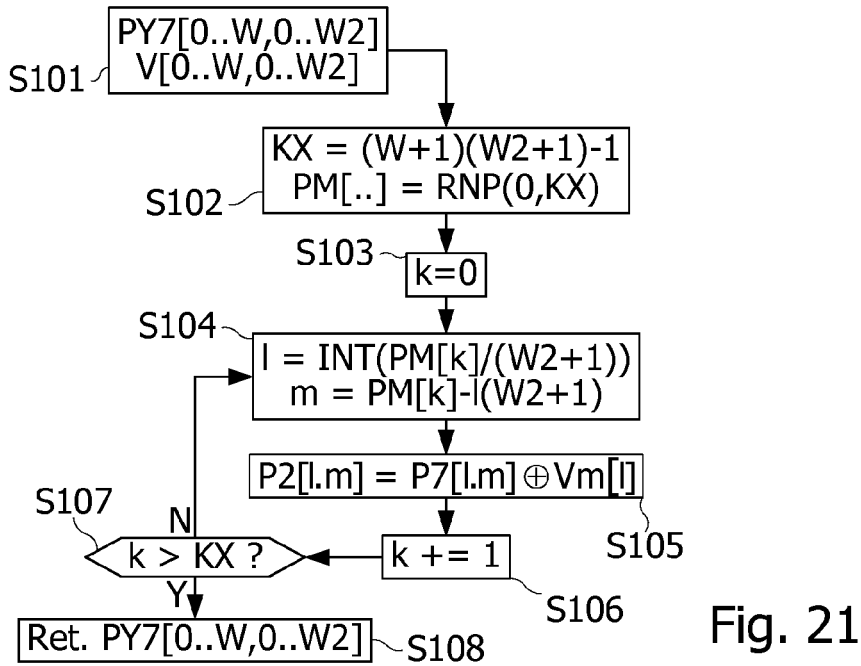 PY7[0..W,0..W2]
V[0..W,0..W2]
S101
KX = (W+1)(W2+1)-1
PM[..] = RNP(0,KX)
S102
S103
k=0
S104
l = INT(PM[k]/(W2+1))
m = PM[k]-l(W2+1)
P2[l.m] = P7[l.m]⊕Vm[l]
S105
S107
N
k > KX ?
k += 1
S106
Y
Ret. PY7[0..W,0..W2]
S108
Fig. 21